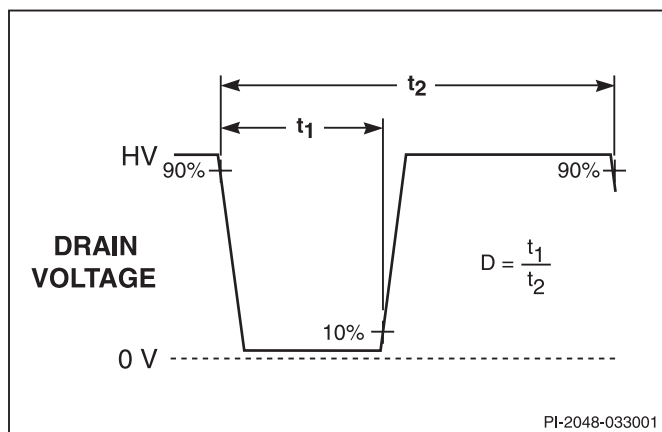 t2
t1
HV
90%
90%
DRAIN
VOLTAGE
D = t1
t2
10%
0 V
PI-2048-033001